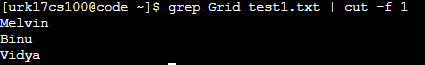 [urk17cs100@code ~]$ grep Grid test1.txt | cut -f 1
Melvin
Binu
Vidya